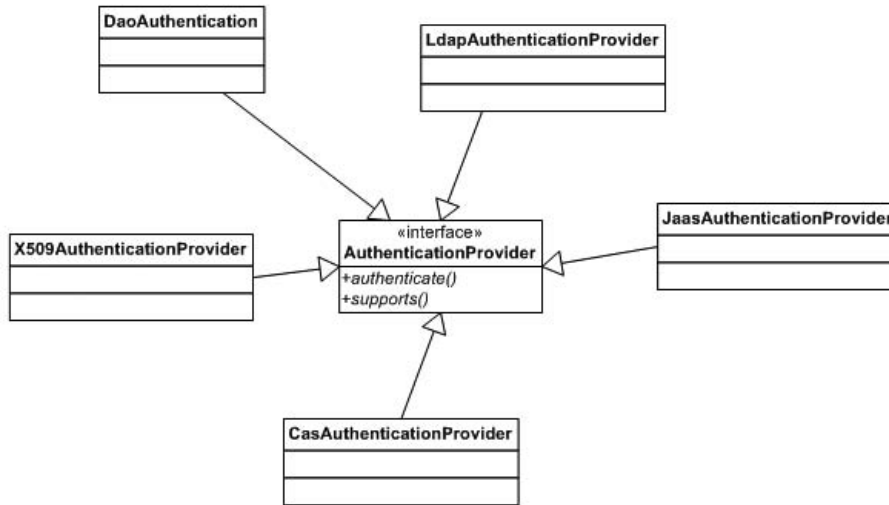 DaoAuthentication
LdapAuthenticationProvider
«interface»
AuthenticationProvider
+authenticate()
+supports()
X509AuthenticationProvider
JaasAuthenticationProvider
CasAuthenticationProvider